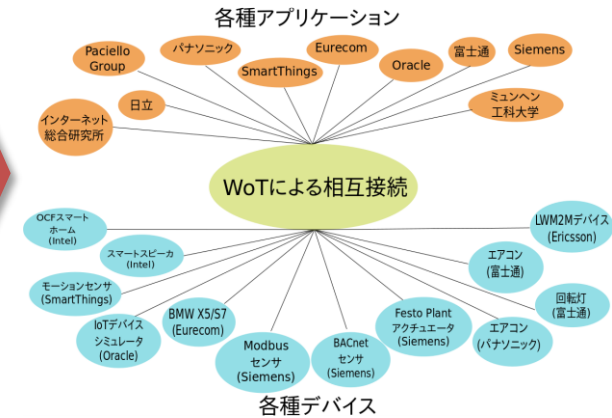 各種アプリケーション
Paciello
Group
パナソニック
SmartThings
Eurecom
Oracle
富士通
Siemens
インターネット
総合研究所
日立
ミュンヘン
工科大学
WoTによる相互接続
OCFスマート
ホーム
(Intel)
スマートスピーカ
(Intel)
モーションセンサ
(SmartThings)
IoTデバイス
シミュレータ
(Oracle)
BMW X5/S7
(Eurecom)
Modbus
センサ
(Siemens)
BACnet
センサ
(Siemens)
Festo Plant
アクチュエータ
(Siemens)
エアコン
(パナソニック)
回転灯
(富士通)
エアコン
(富士通)
LWM2Mデバイス
(Ericsson)
各種デバイス